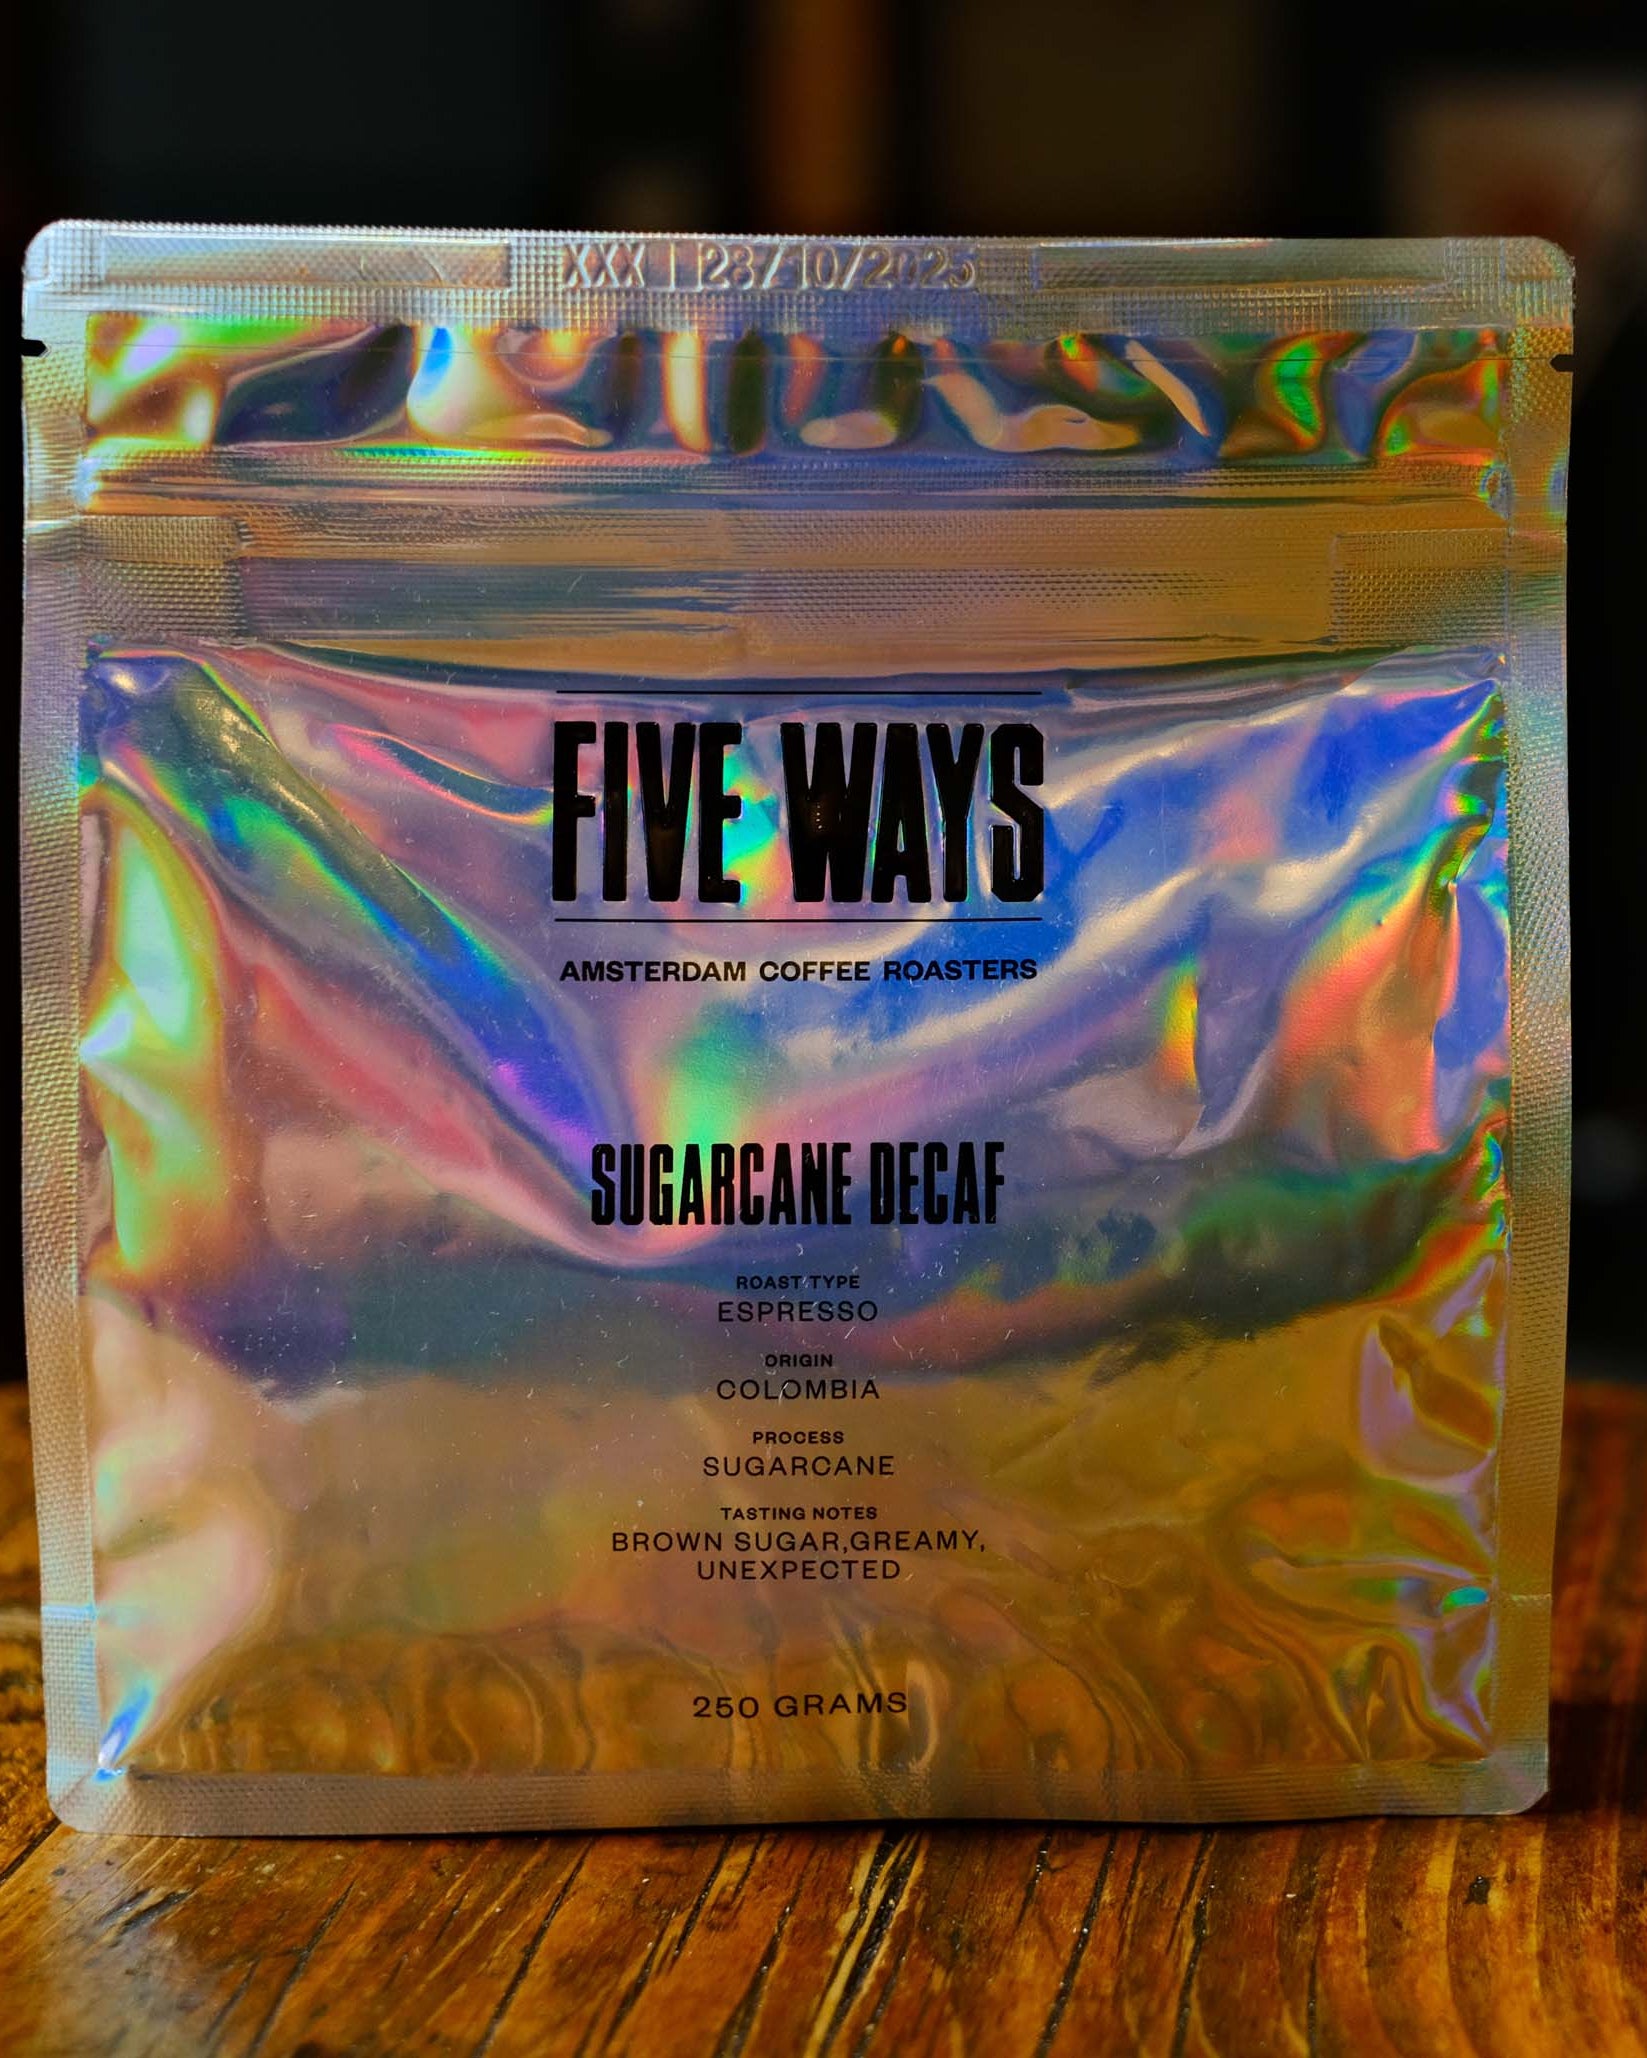 XXX | 28/10/2025
FIVE WAYS
AMSTERDAM COFFEE ROASTERS
SUGARCANE DECAF
ROAST TYPE
ESPRESSO
ORIGIN
COLOMBIA
PROCESS
SUGARCANE
TASTING NOTES
BROWN SUGAR,GREAMY,
UNEXPECTED
250 GRAMS